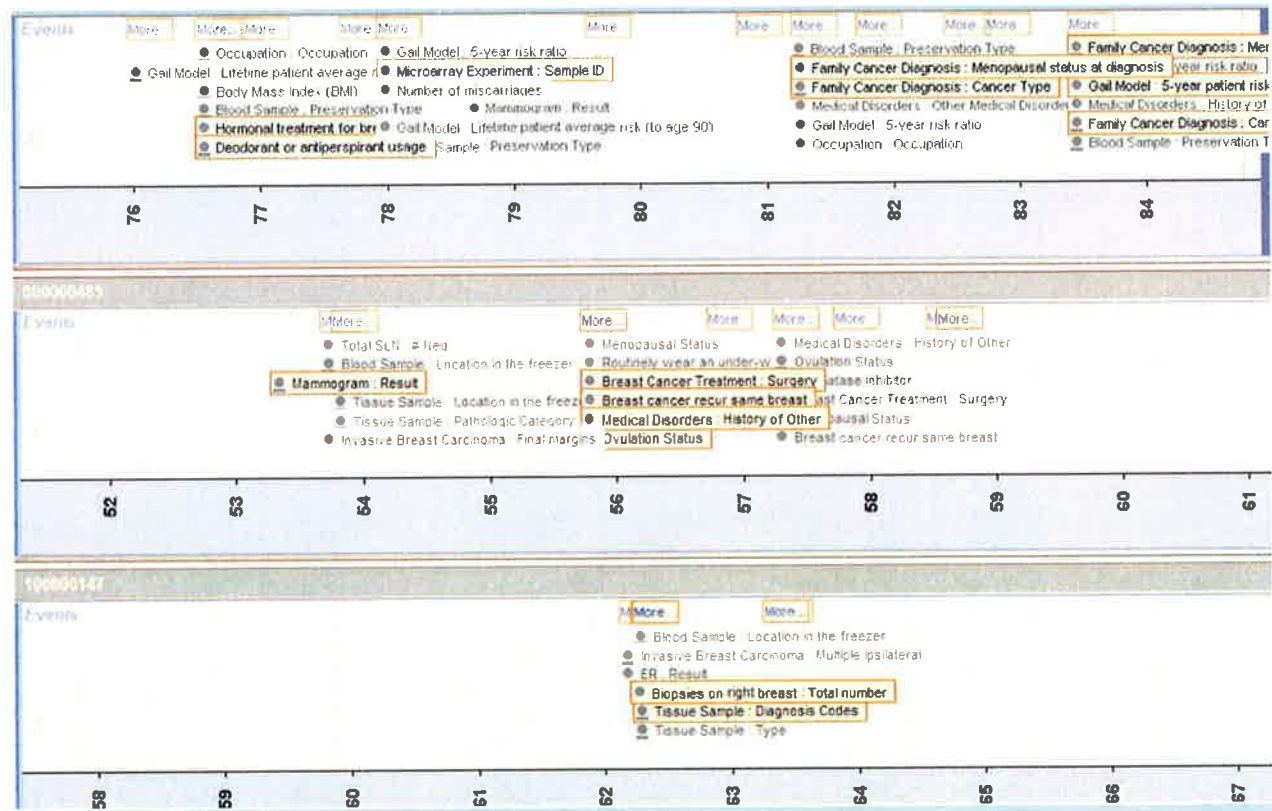 Events More More... More More More More More More More More More More
Occupation : Occupation Gail Model : 5-year risk ratio Blood Sample : Preservation Type Family Cancer Diagnosis : Mer
Gail Model : Lifetime patient average r Microarray Experiment : Sample ID Family Cancer Diagnosis : Menopausal status at diagnosis year risk ratio
Body Mass Index (BMI) Number of miscarriages Family Cancer Diagnosis : Cancer Type Gail Model : 5-year patient risk
Blood Sample : Preservation Type Mammogram : Result Medical Disorders : Other Medical Disorder Medical Disorders : History of
Hormonal treatment for bre Gail Model : Lifetime patient average risk (to age 90) Gail Model : 5-year risk ratio Family Cancer Diagnosis : Can
Deodorant or antiperspirant usage Sample : Preservation Type Occupation : Occupation Blood Sample : Preservation T
76 77 78 79 80 81 82 83 84
000000485
Events More... More More More... More More...
Total SLN : # Neg Menopausal Status Medical Disorders : History of Other
Blood Sample : Location in the freezer Routinely wear an under-w Ovulation Status
Mammogram : Result Breast Cancer Treatment : Surgery atase inhibitor
Tissue Sample : Location in the freez Breast cancer recur same breast ast Cancer Treatment : Surgery
Tissue Sample : Pathologic Category Medical Disorders : History of Other pausal Status
Invasive Breast Carcinoma : Final margins Ovulation Status Breast cancer recur same breast
52 53 54 55 56 57 58 59 60 61
100000147
Events More... More...
Blood Sample : Location in the freezer
Invasive Breast Carcinoma : Multiple ipsilateral
ER : Result
Biopsies on right breast : Total number
Tissue Sample : Diagnosis Codes
Tissue Sample : Type
58 59 60 61 62 63 64 65 66 67